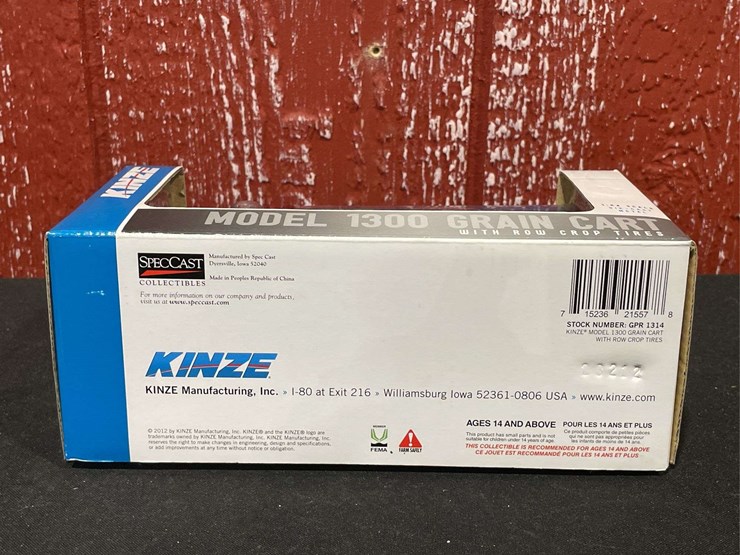 KINZE
MODEL 1300 GRAIN CART
WITH ROW CROP TIRES
SPECCAST
COLLECTIBLES
Manufactured by Spec Cast
Dyersville, Iowa 52040
Made in Peoples Republic of China
For more information on our company and products,
visit us at www.speccast.com
7 15236 21557 8
STOCK NUMBER: GPR 1314
KINZE® MODEL 1300 GRAIN CART
WITH ROW CROP TIRES
KINZE
KINZE Manufacturing, Inc. » I-80 at Exit 216 » Williamsburg Iowa 52361-0806 USA » www.kinze.com
© 2012 by KINZE Manufacturing, Inc. KINZE® and the KINZE® logo are
trademarks owned by KINZE Manufacturing, Inc. KINZE Manufacturing, Inc.
reserves the right to make changes in engineering, design and specifications,
or add improvements at any time without notice or obligation.
FEMA
FARM SAFELY
AGES 14 AND ABOVE
This product has small parts and is not
suitable for children under 14 years of age.
POUR LES 14 ANS ET PLUS
Ce produit comporte de petites pièces
qui ne sont pas appropriées pour
les infants de moins de 14 ans.
THIS COLLECTIBLE IS RECOMMENDED FOR AGES 14 AND ABOVE
CE JOUET EST RECOMMANDÉ POUR LES 14 ANS ET PLUS